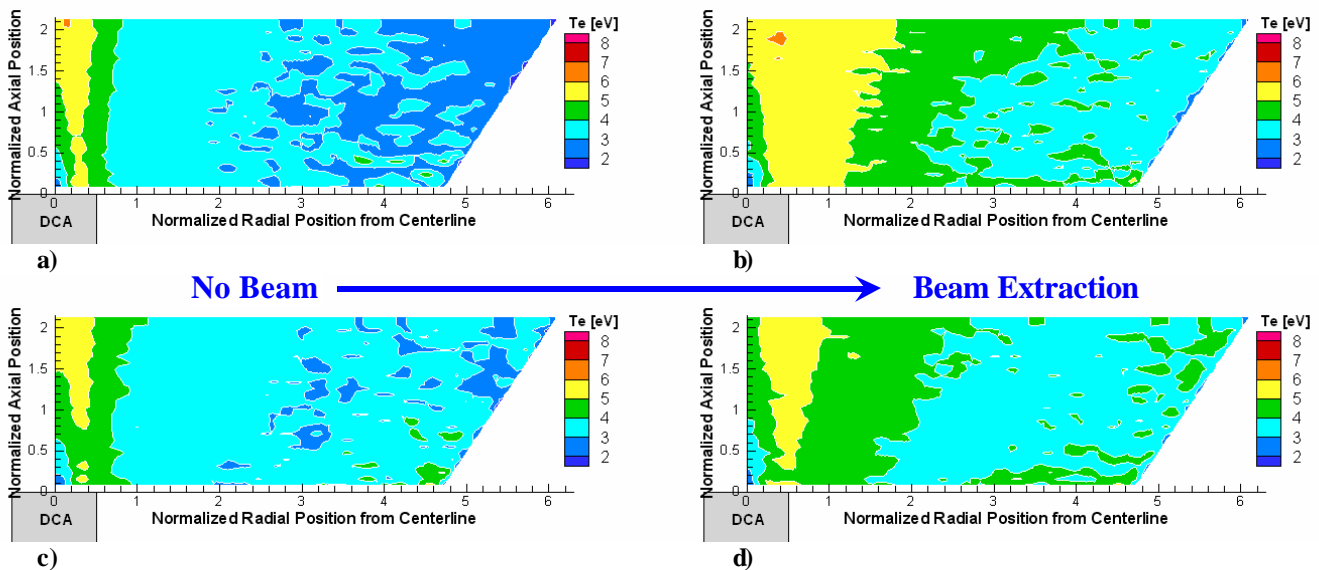 Te [eV]
8
7
6
5
4
3
2
Normalized Axial Position
2
1.5
1
0.5
0
0 1 2 3 4 5 6
Normalized Radial Position from Centerline
DCA
a)
Te [eV]
8
7
6
5
4
3
2
Normalized Axial Position
2
1.5
1
0.5
0
0 1 2 3 4 5 6
Normalized Radial Position from Centerline
DCA
b)
No Beam
Beam Extraction
Te [eV]
8
7
6
5
4
3
2
Normalized Axial Position
2
1.5
1
0.5
0
0 1 2 3 4 5 6
Normalized Radial Position from Centerline
DCA
c)
Te [eV]
8
7
6
5
4
3
2
Normalized Axial Position
2
1.5
1
0.5
0
0 1 2 3 4 5 6
Normalized Radial Position from Centerline
DCA
d)